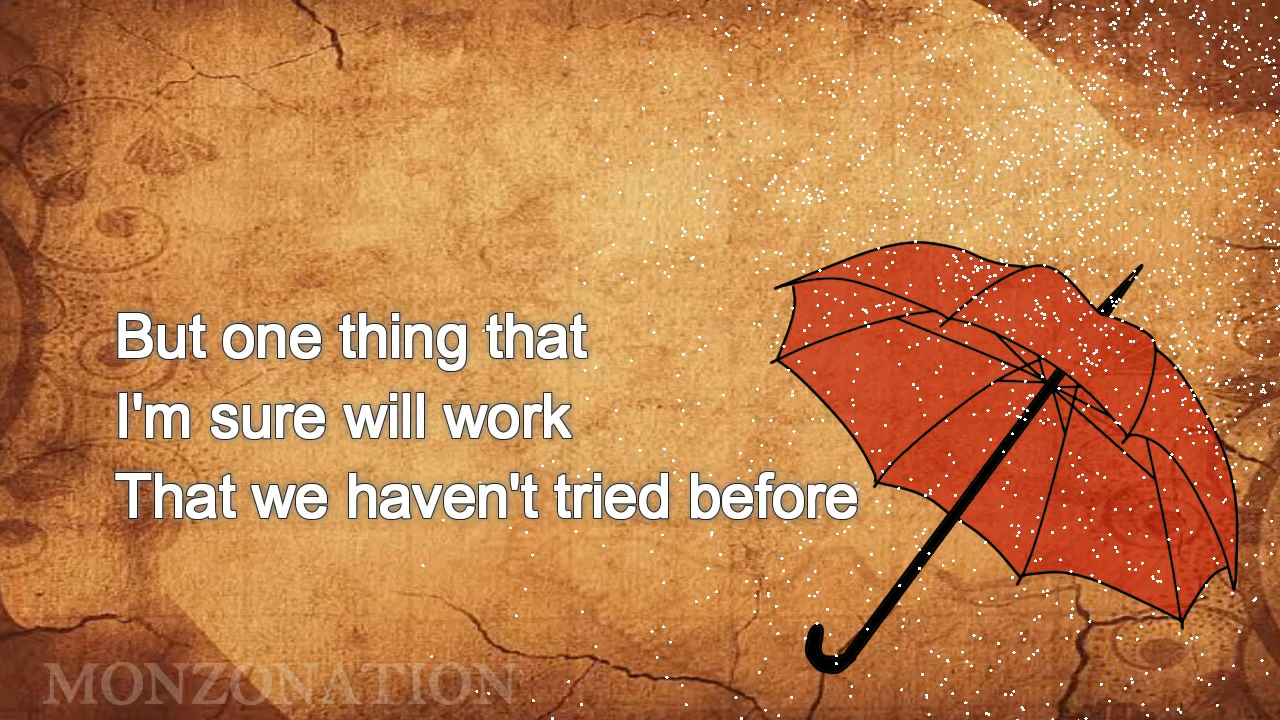 But one thing that
I'm sure will work
That we haven't tried before
MONZONATION